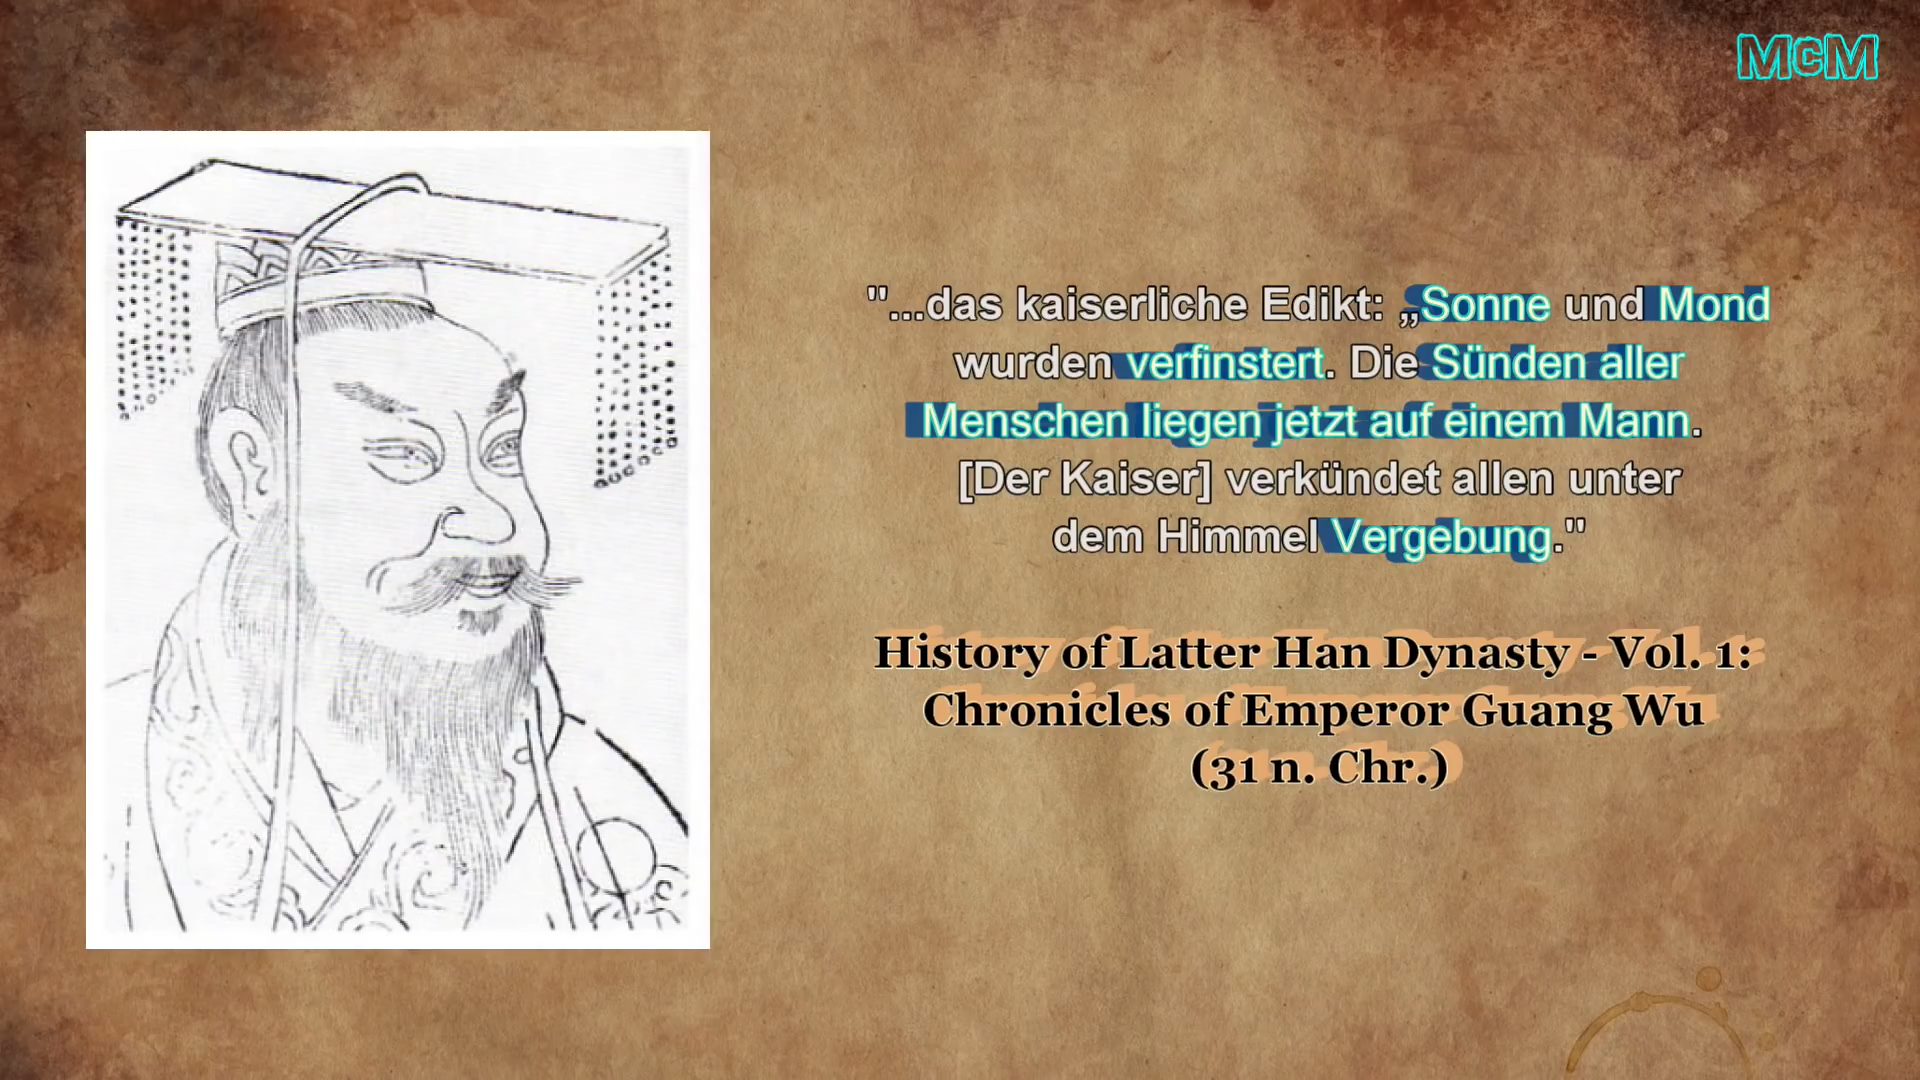 McM
"...das kaiserliche Edikt: „Sonne und Mond
wurden verfinstert. Die Sünden aller
Menschen liegen jetzt auf einem Mann.
[Der Kaiser] verkündet allen unter
dem Himmel Vergebung."
History of Latter Han Dynasty - Vol. 1:
Chronicles of Emperor Guang Wu
(31 n. Chr.)